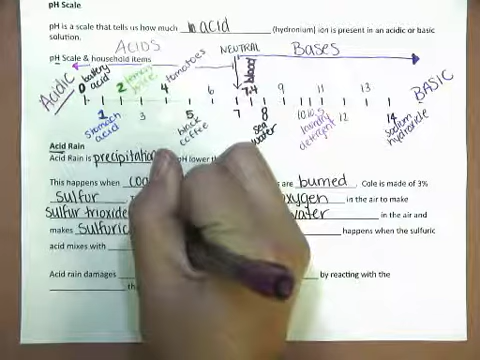 pH Scale
pH is a scale that tells us how much acid (hydronium) ion is present in an acidic or basic
solution.
ACIDS NEUTRAL Bases
pH Scale & household items
Acidic 0 battery acid 2 4 tomatoes 6 7.4 blood 9 11 13 BASIC
1 stomach acid 3 5 black coffee 7 8 sea water 10 10.5 laundry detergent 12 14 sodium hydroxide
Acid Rain
Acid Rain is precipitation pH lower than
This happens when are burned. Cole is made of 3%
sulfur oxygen in the air to make
sulfur trioxide water in the air and
makes sulfuric happens when the sulfuric
acid mixes with
Acid rain damages by reacting with the